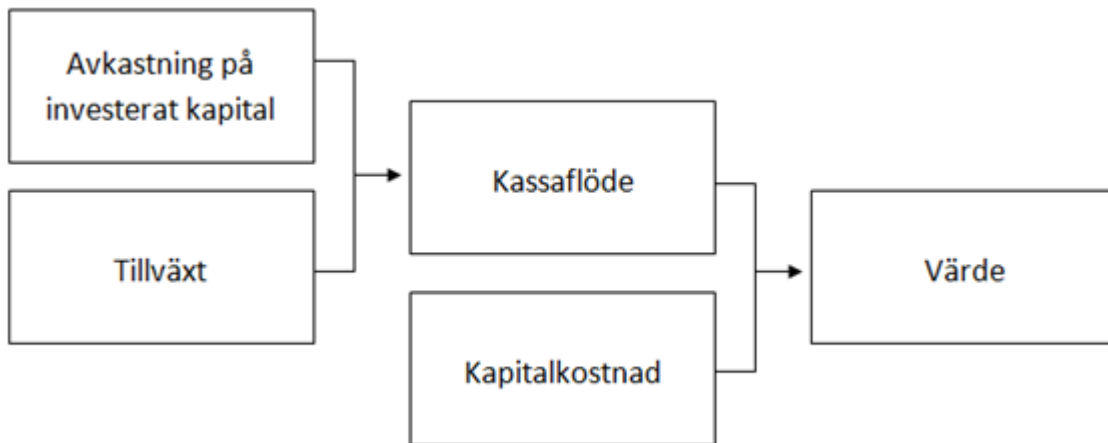 Avkastning på
investerat kapital
Tillväxt
Kassaflöde
Kapitalkostnad
Värde